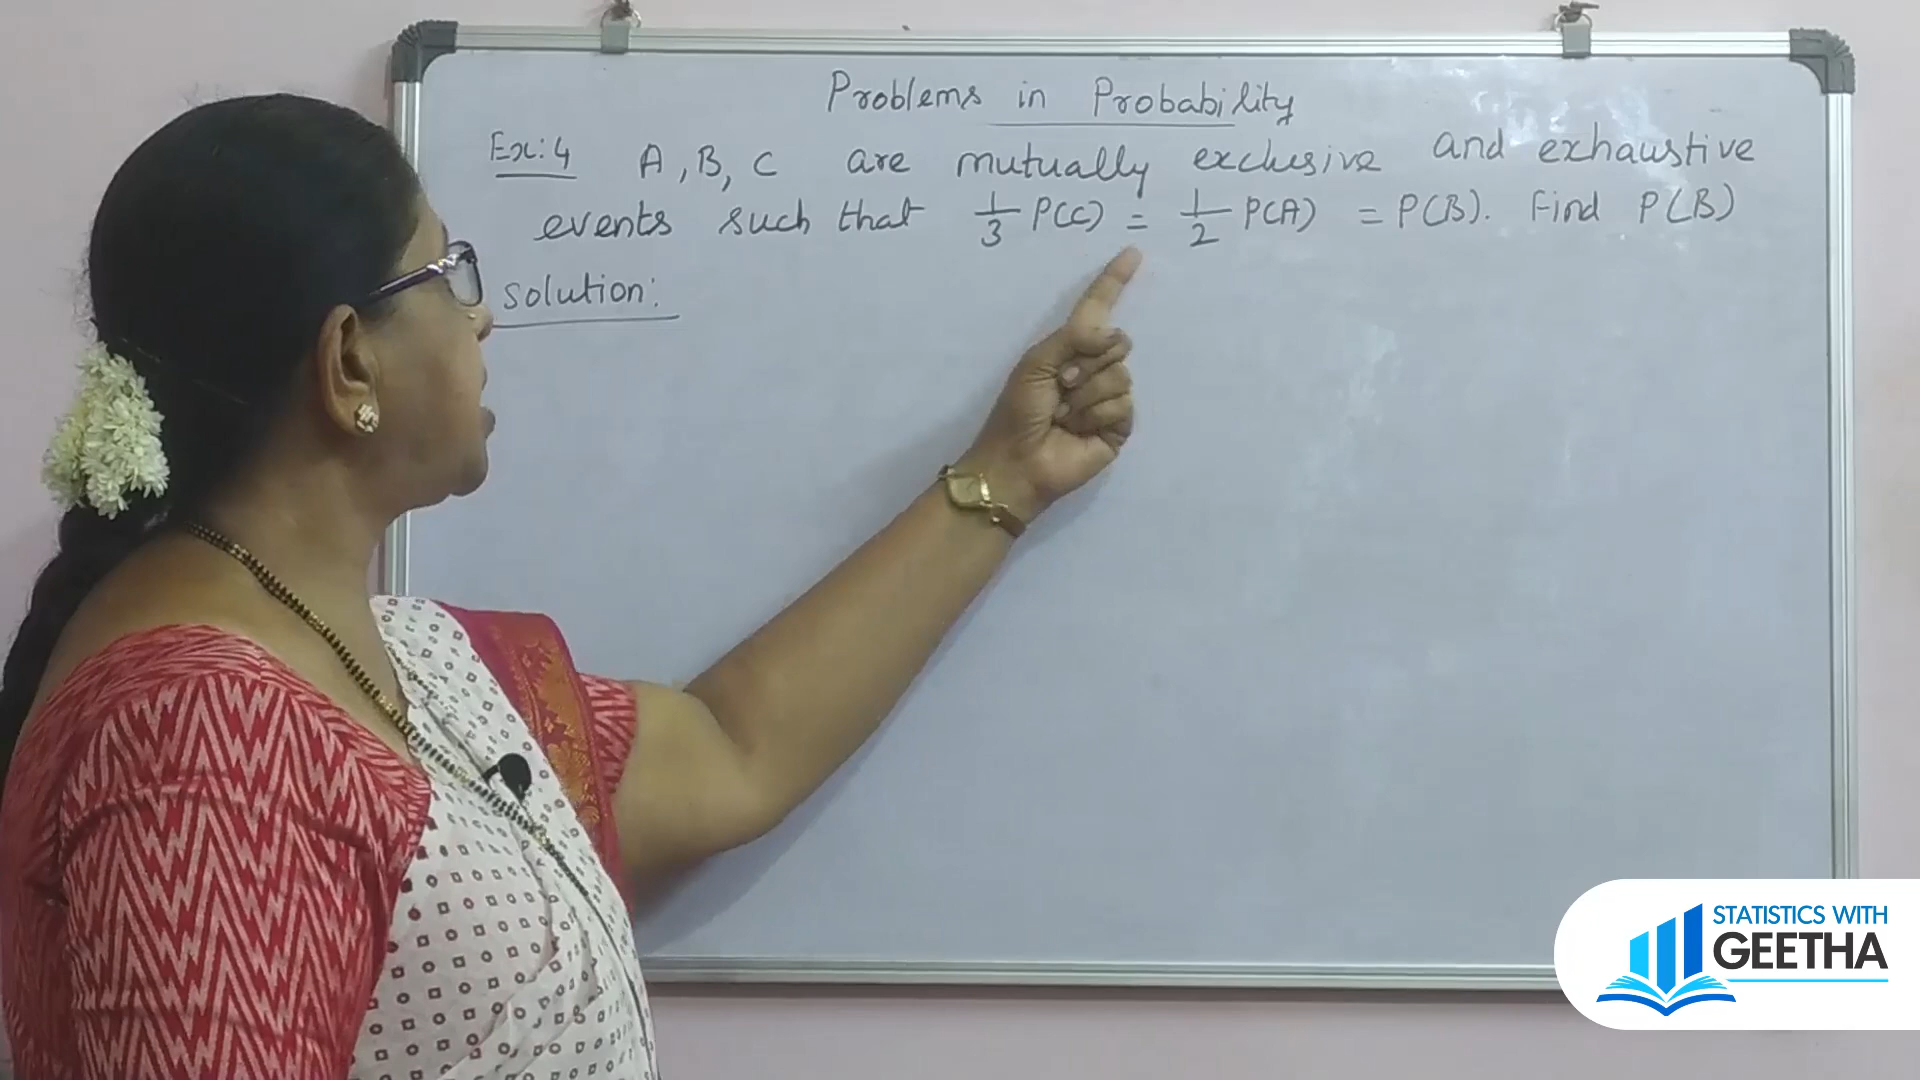 Problems in Probability
Ex:4 A, B, C are mutually exclusive and exhaustive
events such that 1/3 P(C) = 1/2 P(A) = P(B). Find P(B)
solution:
STATISTICS WITH
GEETHA